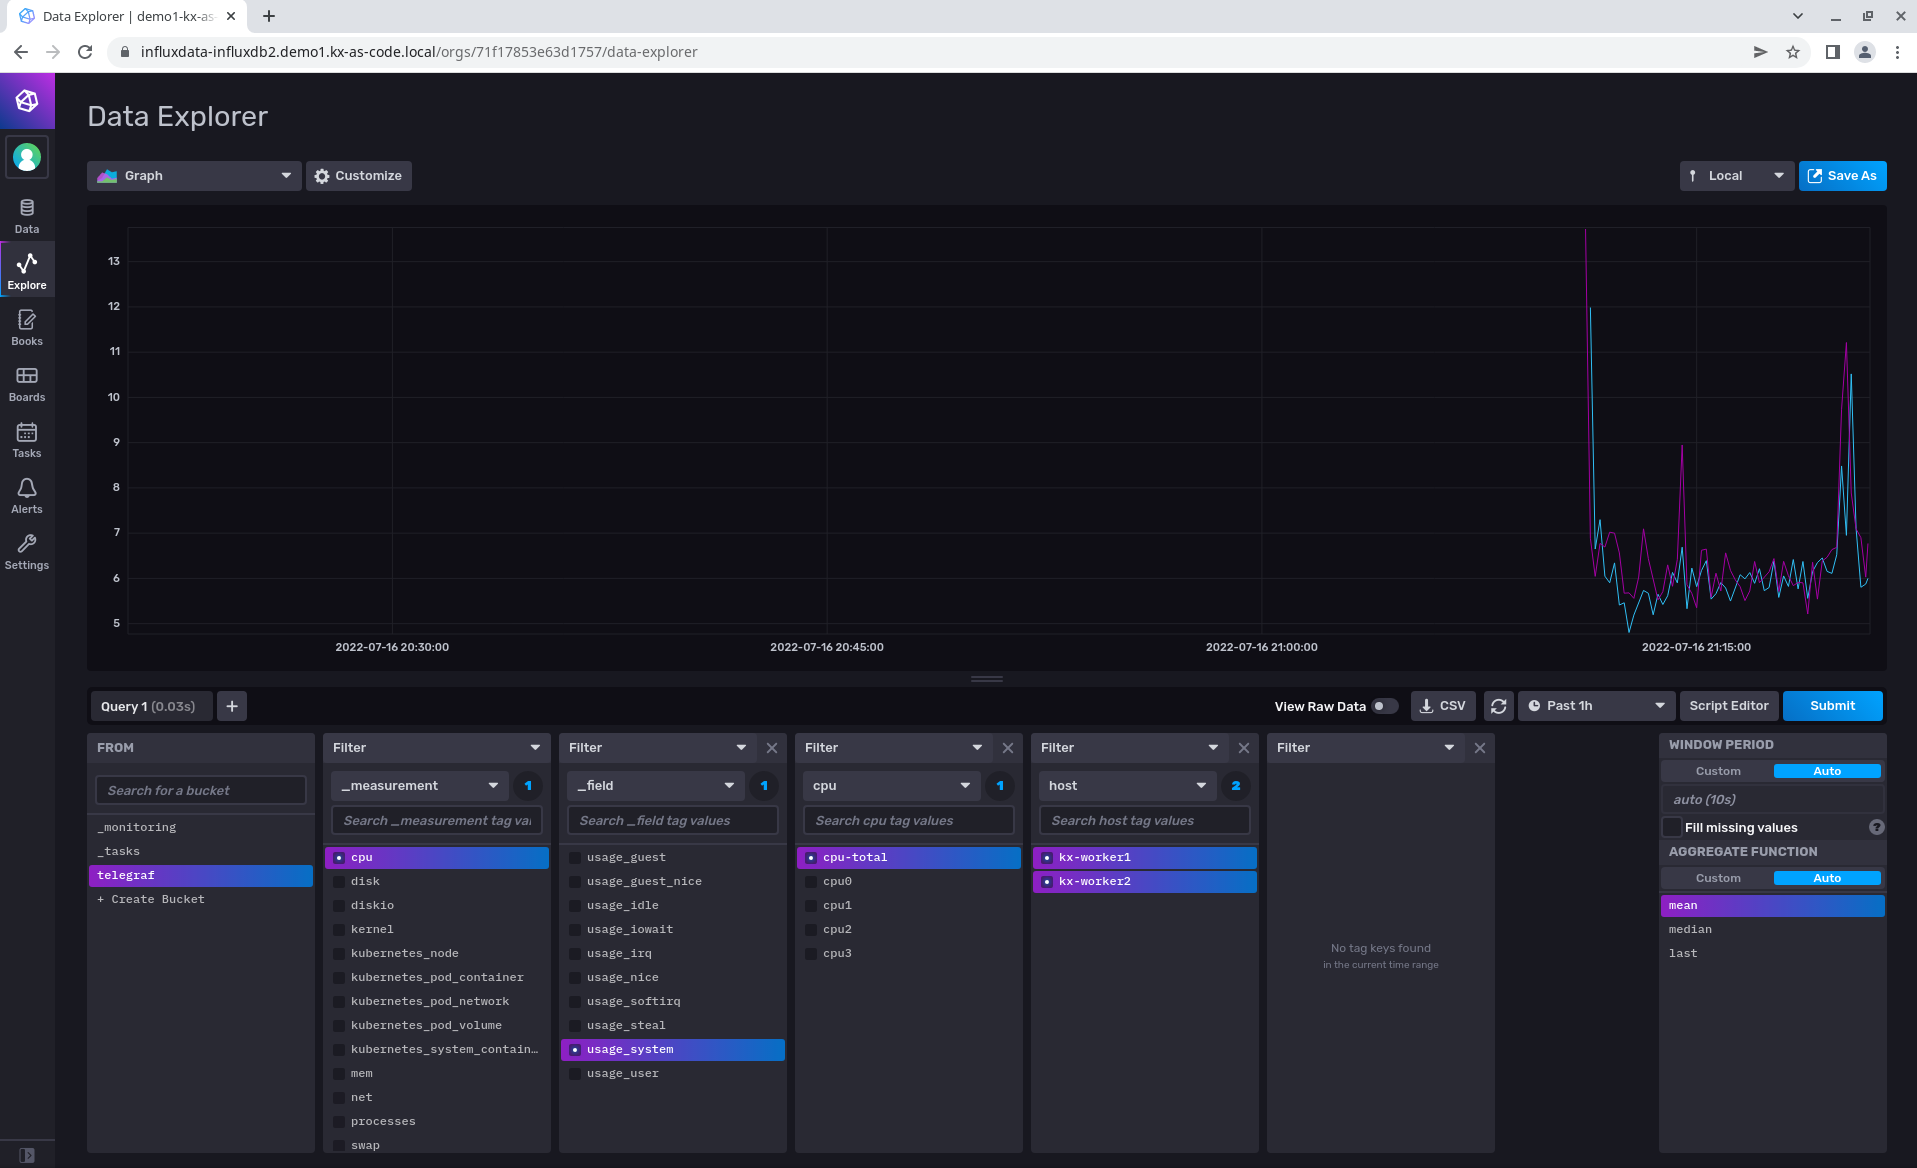 Data Explorer | demo1-kx-as-
influxdata-influxdb2.demo1.kx-as-code.local/orgs/71f17853e63d1757/data-explorer
Data Explorer
Graph
Customize
Local
Save As
Data
Explore
Books
Boards
Tasks
Alerts
Settings
13
12
11
10
9
8
7
6
5
2022-07-16 20:30:00
2022-07-16 20:45:00
2022-07-16 21:00:00
2022-07-16 21:15:00
Query 1 (0.03s)
+
View Raw Data
CSV
Past 1h
Script Editor
Submit
FROM
Search for a bucket
_monitoring
_tasks
telegraf
+ Create Bucket
Filter
_measurement
1
Search _measurement tag val
cpu
disk
diskio
kernel
kubernetes_node
kubernetes_pod_container
kubernetes_pod_network
kubernetes_pod_volume
kubernetes_system_contain…
mem
net
processes
swap
Filter
_field
1
Search _field tag values
usage_guest
usage_guest_nice
usage_idle
usage_iowait
usage_irq
usage_nice
usage_softirq
usage_steal
usage_system
usage_user
Filter
cpu
1
Search cpu tag values
cpu-total
cpu0
cpu1
cpu2
cpu3
Filter
host
2
Search host tag values
kx-worker1
kx-worker2
Filter
No tag keys found
in the current time range
WINDOW PERIOD
Custom
Auto
auto (10s)
Fill missing values
?
AGGREGATE FUNCTION
Custom
Auto
mean
median
last